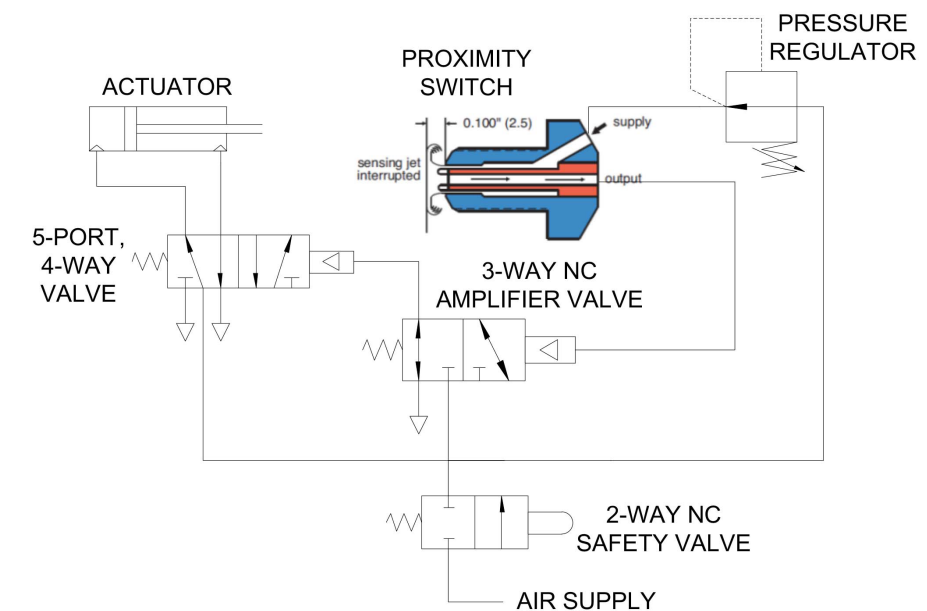 PRESSURE
REGULATOR
PROXIMITY
SWITCH
ACTUATOR
0.100" (2.5)
supply
sensing jet
interrupted
output
5-PORT,
4-WAY
VALVE
3-WAY NC
AMPLIFIER VALVE
2-WAY NC
SAFETY VALVE
AIR SUPPLY